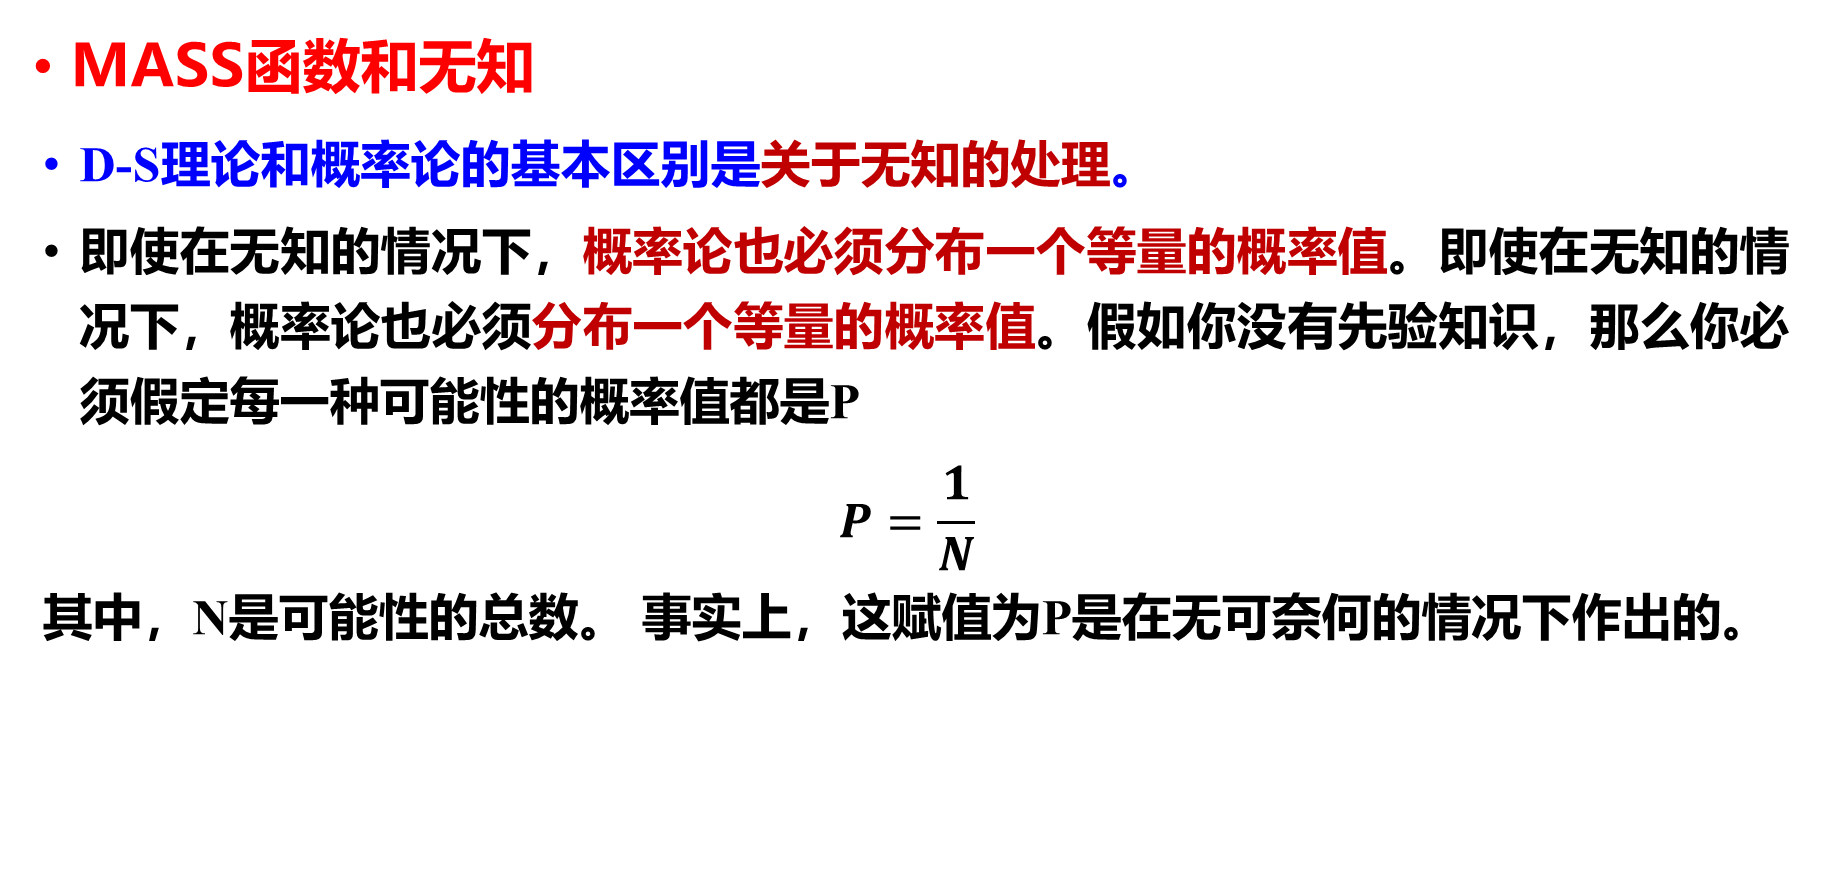 • MASS函数和无知
• D-S理论和概率论的基本区别是关于无知的处理。
• 即使在无知的情况下，概率论也必须分布一个等量的概率值。即使在无知的情
况下，概率论也必须分布一个等量的概率值。假如你没有先验知识，那么你必
须假定每一种可能性的概率值都是P
P = 1/N
其中，N是可能性的总数。 事实上，这赋值为P是在无可奈何的情况下作出的。